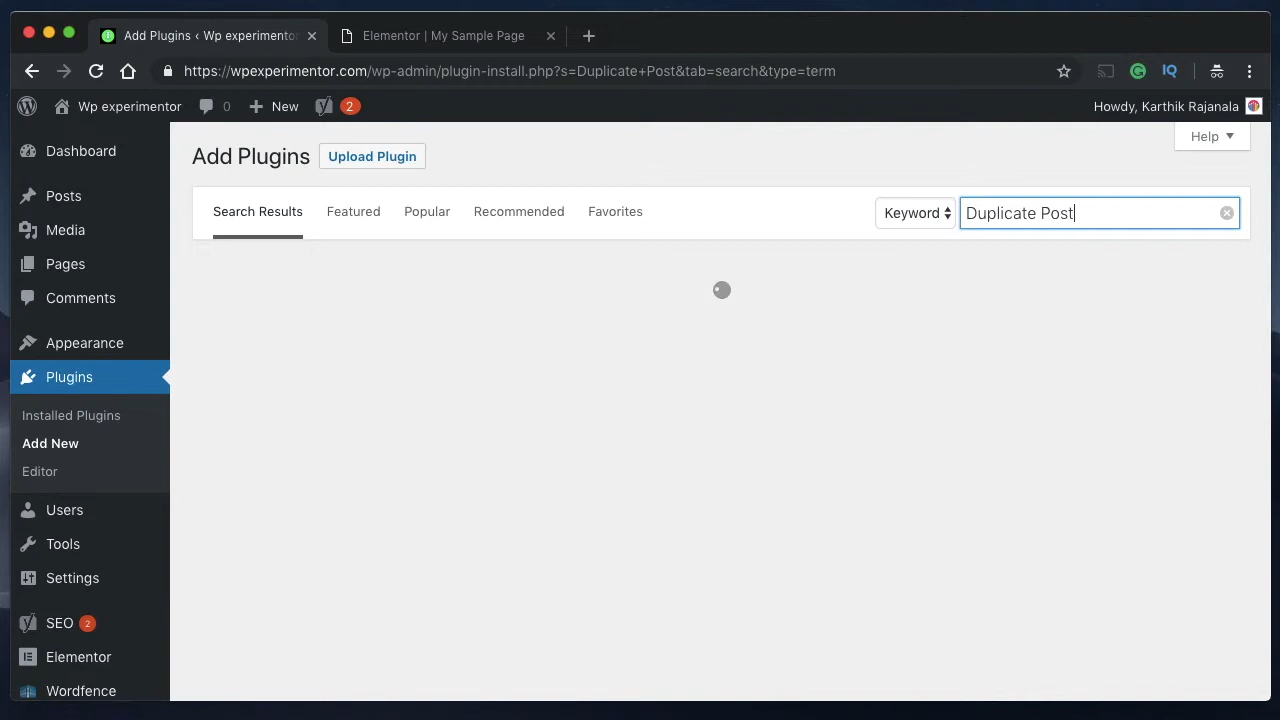 Add Plugins ‹ Wp experimentor
Elementor | My Sample Page
https://wpexperimentor.com/wp-admin/plugin-install.php?s=Duplicate+Post&tab=search&type=term
IQ
Wp experimentor
0
New
2
Howdy, Karthik Rajanala
Dashboard
Posts
Media
Pages
Comments
Appearance
Plugins
Installed Plugins
Add New
Editor
Users
Tools
Settings
SEO 2
Elementor
Wordfence
Help
Add Plugins
Upload Plugin
Search Results
Featured
Popular
Recommended
Favorites
Keyword
Duplicate Post